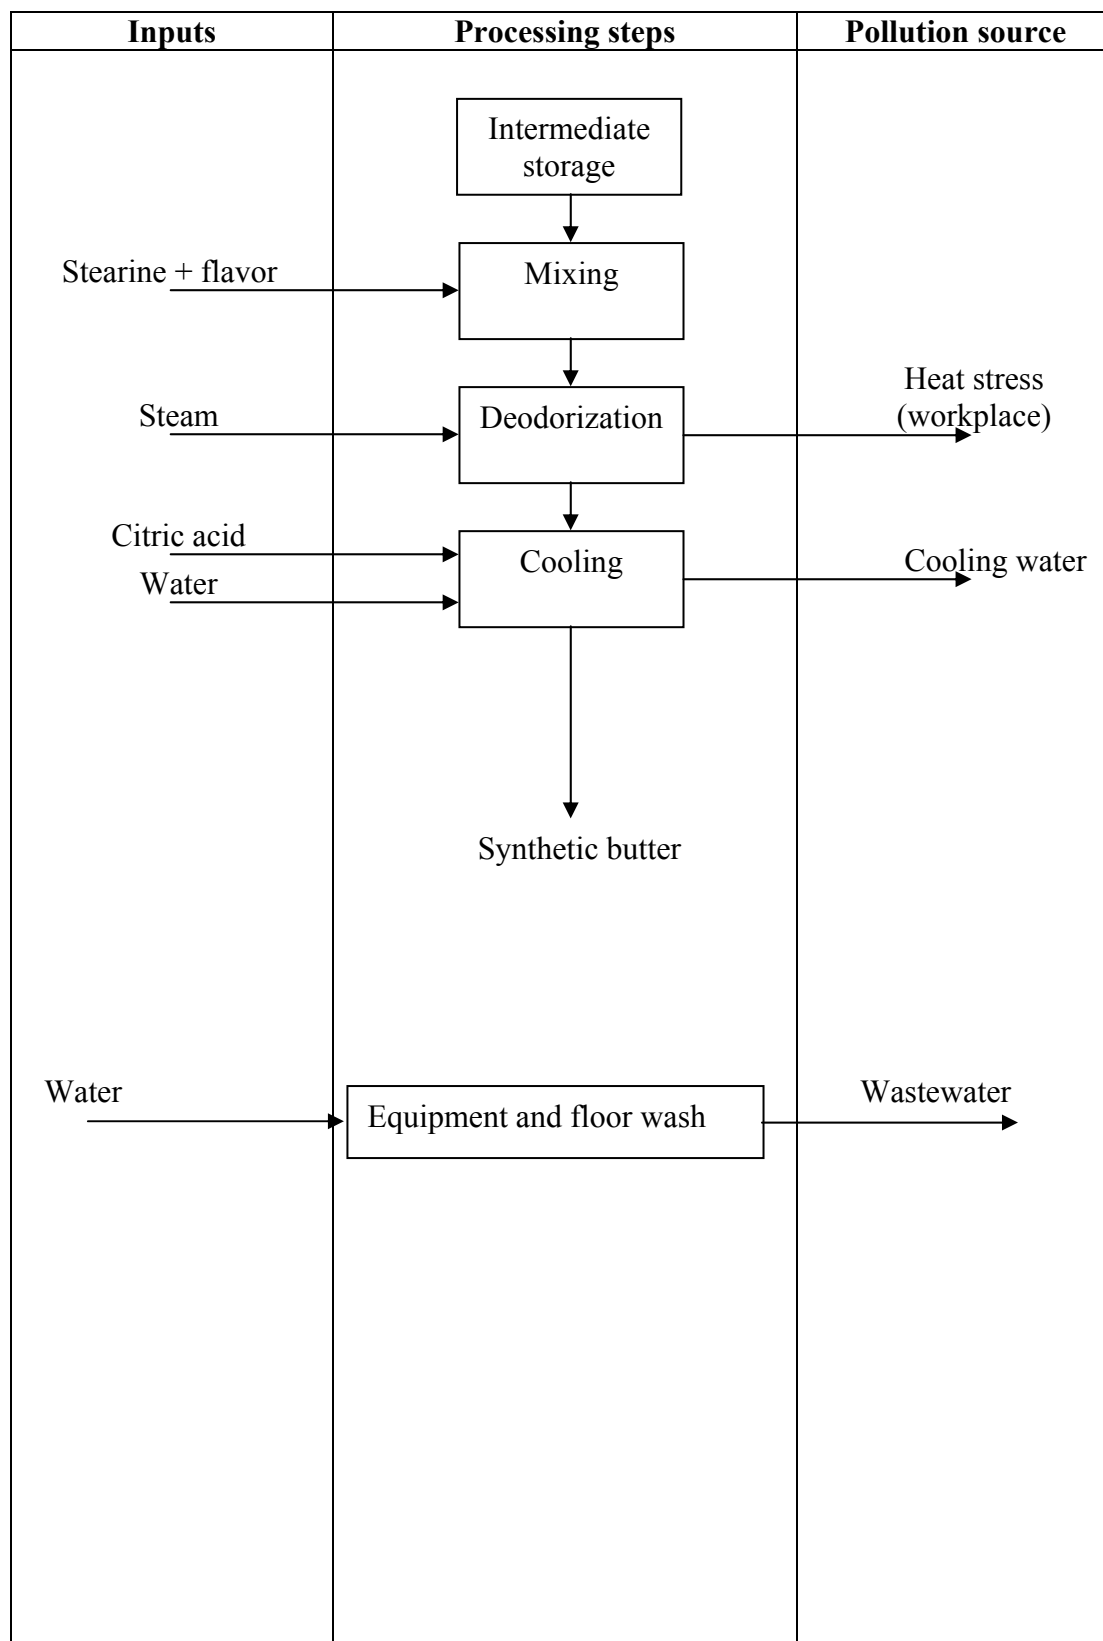 Inputs
Processing steps
Pollution source
Intermediate
storage
Stearine + flavor
Mixing
Heat stress
(workplace)
Steam
Deodorization
Citric acid
Water
Cooling
Cooling water
Synthetic butter
Water
Equipment and floor wash
Wastewater